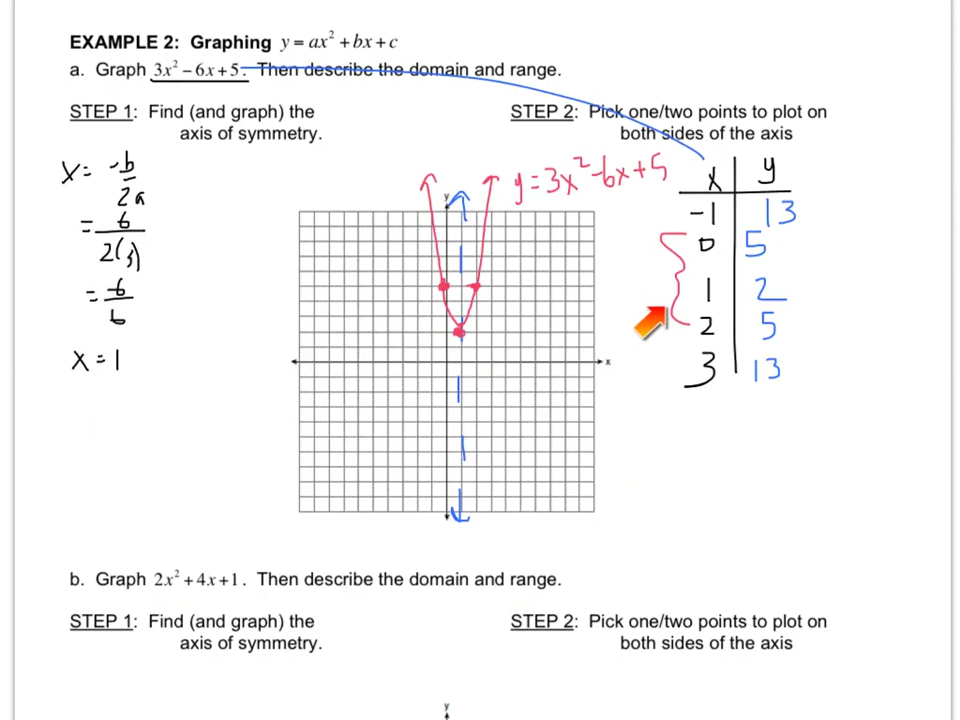 EXAMPLE 2: Graphing y = ax² + bx + c
a. Graph 3x² − 6x + 5. Then describe the domain and range.
STEP 1: Find (and graph) the
axis of symmetry.
STEP 2: Pick one/two points to plot on
both sides of the axis
x = -b
2a
= 6
2(3)
= 6
6
x = 1
y = 3x² - 6x + 5
y
x
x y
-1 13
0 5
1 2
2 5
3 13
b. Graph 2x² + 4x + 1. Then describe the domain and range.
STEP 1: Find (and graph) the
axis of symmetry.
STEP 2: Pick one/two points to plot on
both sides of the axis
y